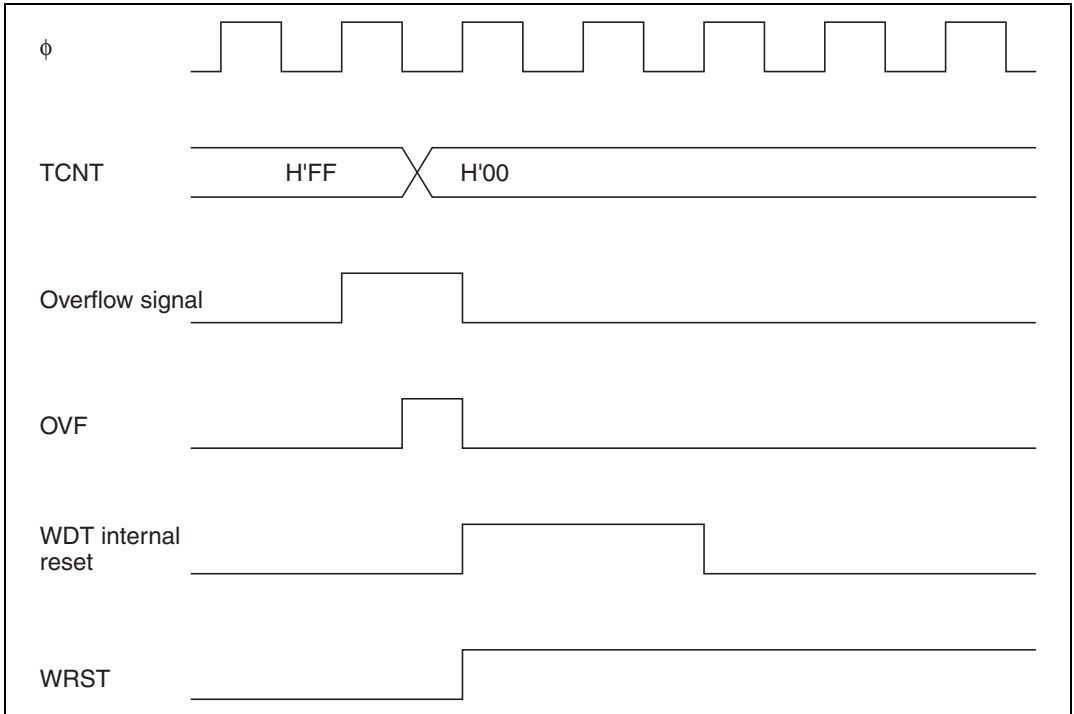 ϕ
TCNT
H'FF
H'00
Overflow signal
OVF
WDT internal
reset
WRST